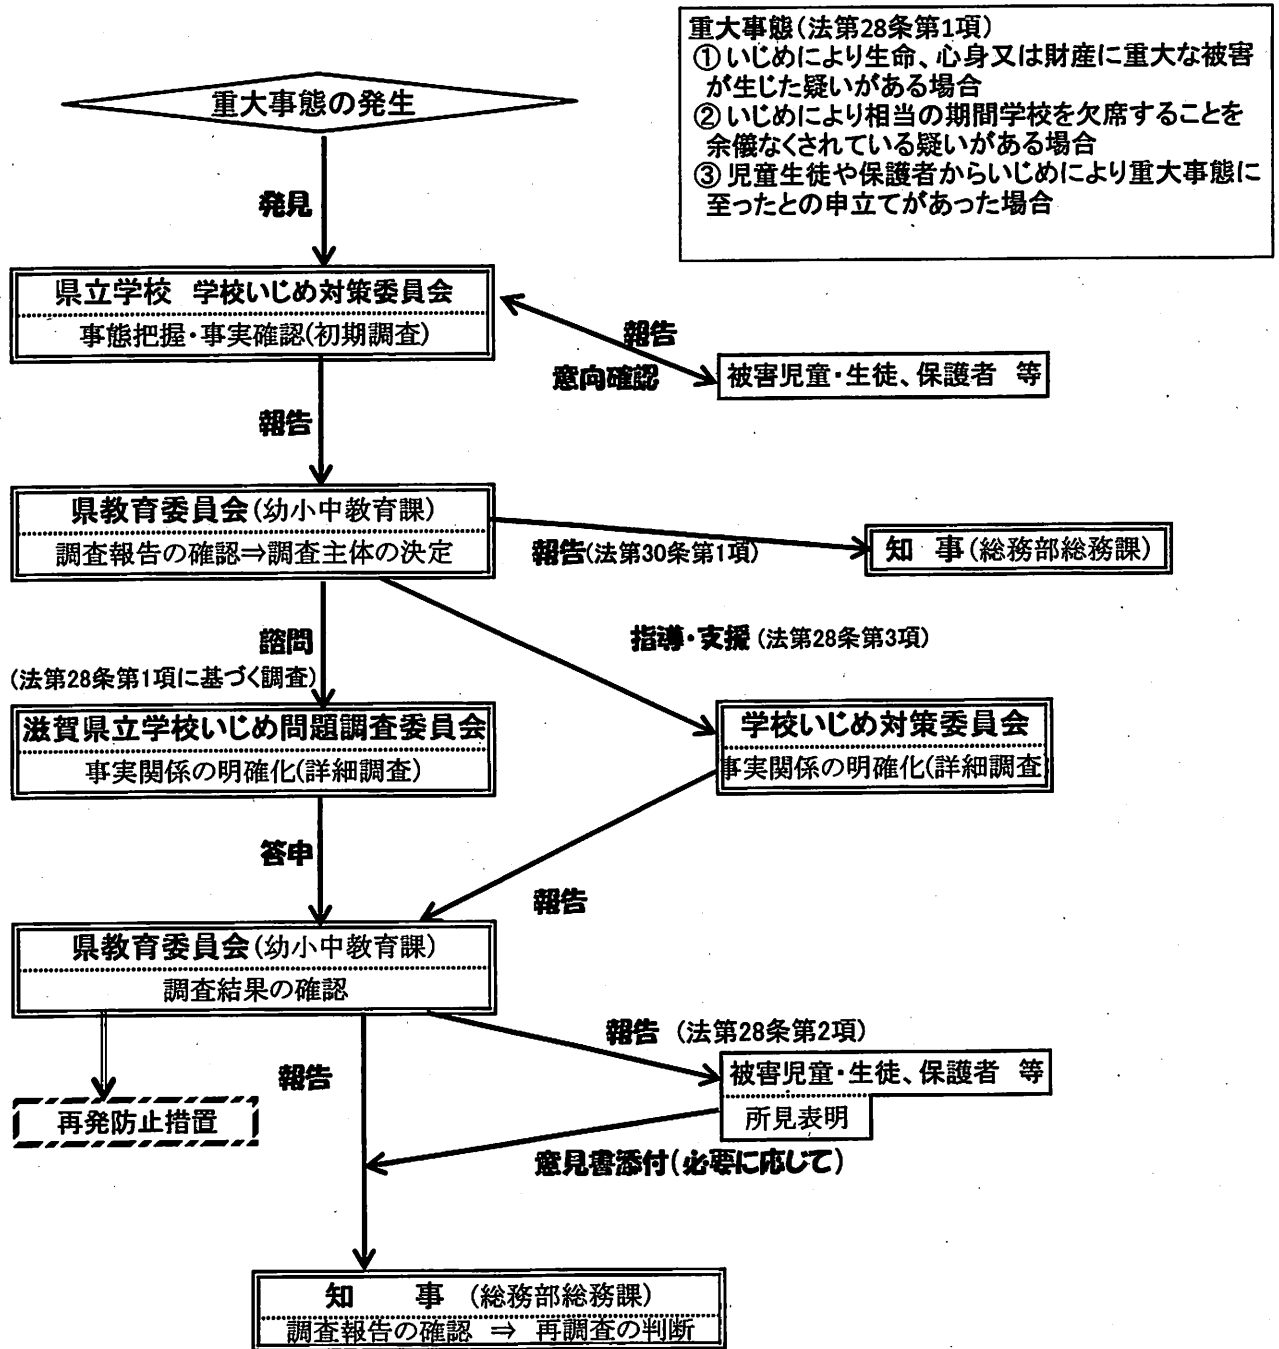 重大事態(法第28条第1項)
① いじめにより生命、心身又は財産に重大な被害
が生じた疑いがある場合
② いじめにより相当の期間学校を欠席することを
余儀なくされている疑いがある場合
③ 児童生徒や保護者からいじめにより重大事態に
至ったとの申立てがあった場合
重大事態の発生
発見
県立学校 学校いじめ対策委員会
事態把握・事実確認(初期調査)
報告
意向確認
被害児童・生徒、保護者 等
報告
県教育委員会(幼小中教育課)
調査報告の確認⇒調査主体の決定
報告(法第30条第1項)
知 事(総務部総務課)
諮問
(法第28条第1項に基づく調査)
指導・支援(法第28条第3項)
滋賀県立学校いじめ問題調査委員会
事実関係の明確化(詳細調査)
学校いじめ対策委員会
事実関係の明確化(詳細調査
答申
報告
県教育委員会(幼小中教育課)
調査結果の確認
報告 (法第28条第2項)
報告
被害児童・生徒、保護者 等
所見表明
再発防止措置
意見書添付(必要に応じて)
知 事 (総務部総務課)
調査報告の確認 ⇒ 再調査の判断